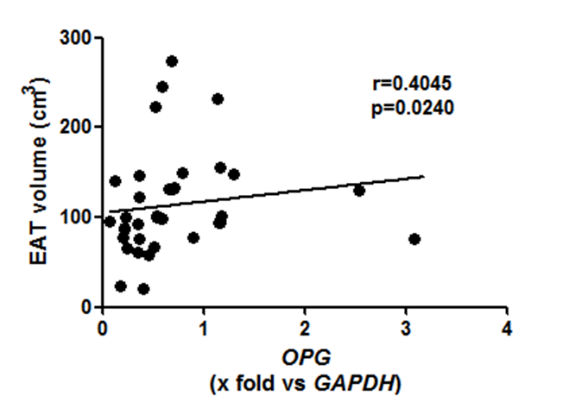 300
200
100
0
EAT volume (cm³)
r=0.4045
p=0.0240
0 1 2 3 4
OPG
(x fold vs GAPDH)